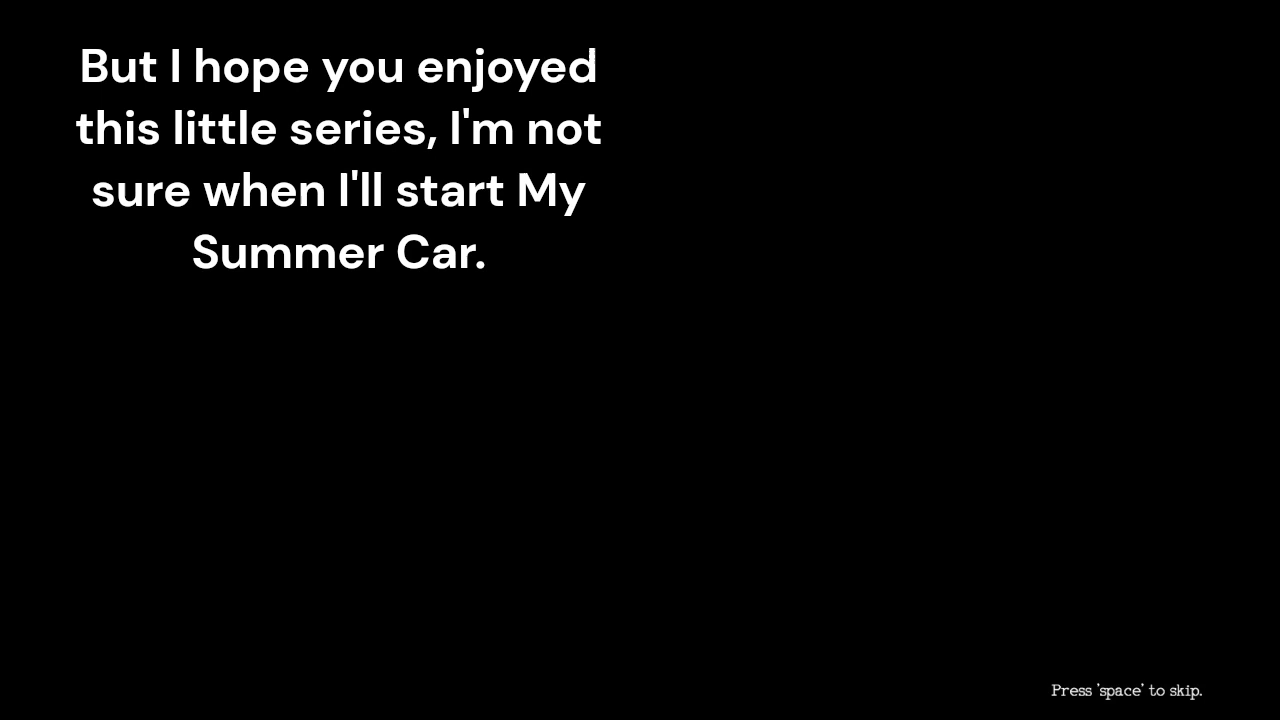 But I hope you enjoyed
this little series, I'm not
sure when I'll start My
Summer Car.
Press 'space' to skip.